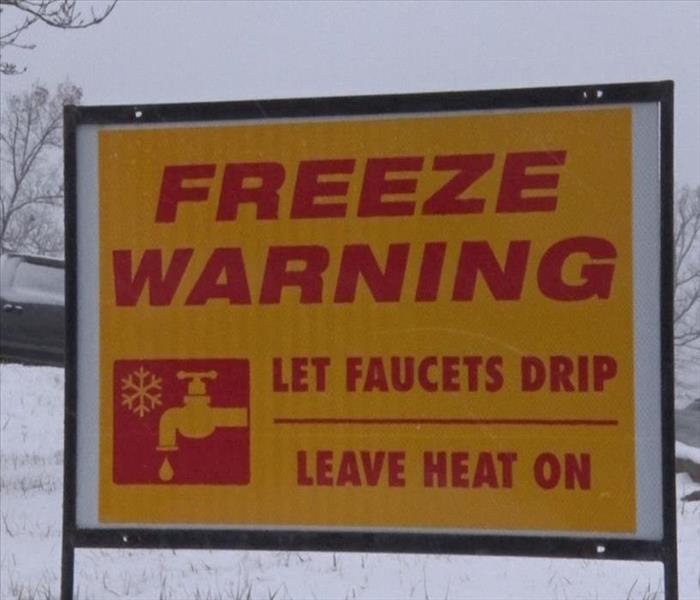 FREEZE
WARNING
LET FAUCETS DRIP
LEAVE HEAT ON